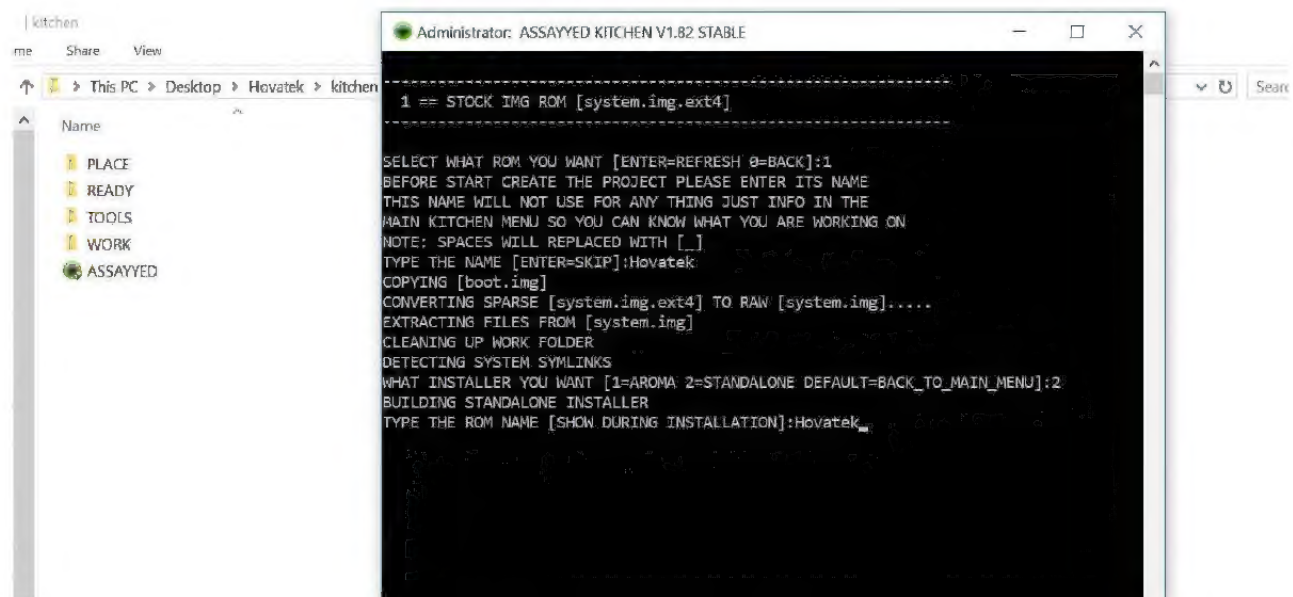 kitchen
me Share View
This PC > Desktop > Hovatek > kitchen
Sear
Name
PLACE
READY
TOOLS
WORK
ASSAYYED
Administrator: ASSAYYED KITCHEN V1.82 STABLE
1 == STOCK IMG ROM [system.img.ext4]
SELECT WHAT ROM YOU WANT [ENTER=REFRESH 0=BACK]:1
BEFORE START CREATE THE PROJECT PLEASE ENTER ITS NAME
THIS NAME WILL NOT USE FOR ANY THING JUST INFO IN THE
MAIN KITCHEN MENU SO YOU CAN KNOW WHAT YOU ARE WORKING ON
NOTE: SPACES WILL REPLACED WITH [_]
TYPE THE NAME [ENTER=SKIP]:Hovatek
COPYING [boot.img]
CONVERTING SPARSE [system.img.ext4] TO RAW [system.img].....
EXTRACTING FILES FROM [system.img]
CLEANING UP WORK FOLDER
DETECTING SYSTEM SYMLINKS
WHAT INSTALLER YOU WANT [1=AROMA 2=STANDALONE DEFAULT=BACK_TO_MAIN_MENU]:2
BUILDING STANDALONE INSTALLER
TYPE THE ROM NAME [SHOW DURING INSTALLATION]:Hovatek_